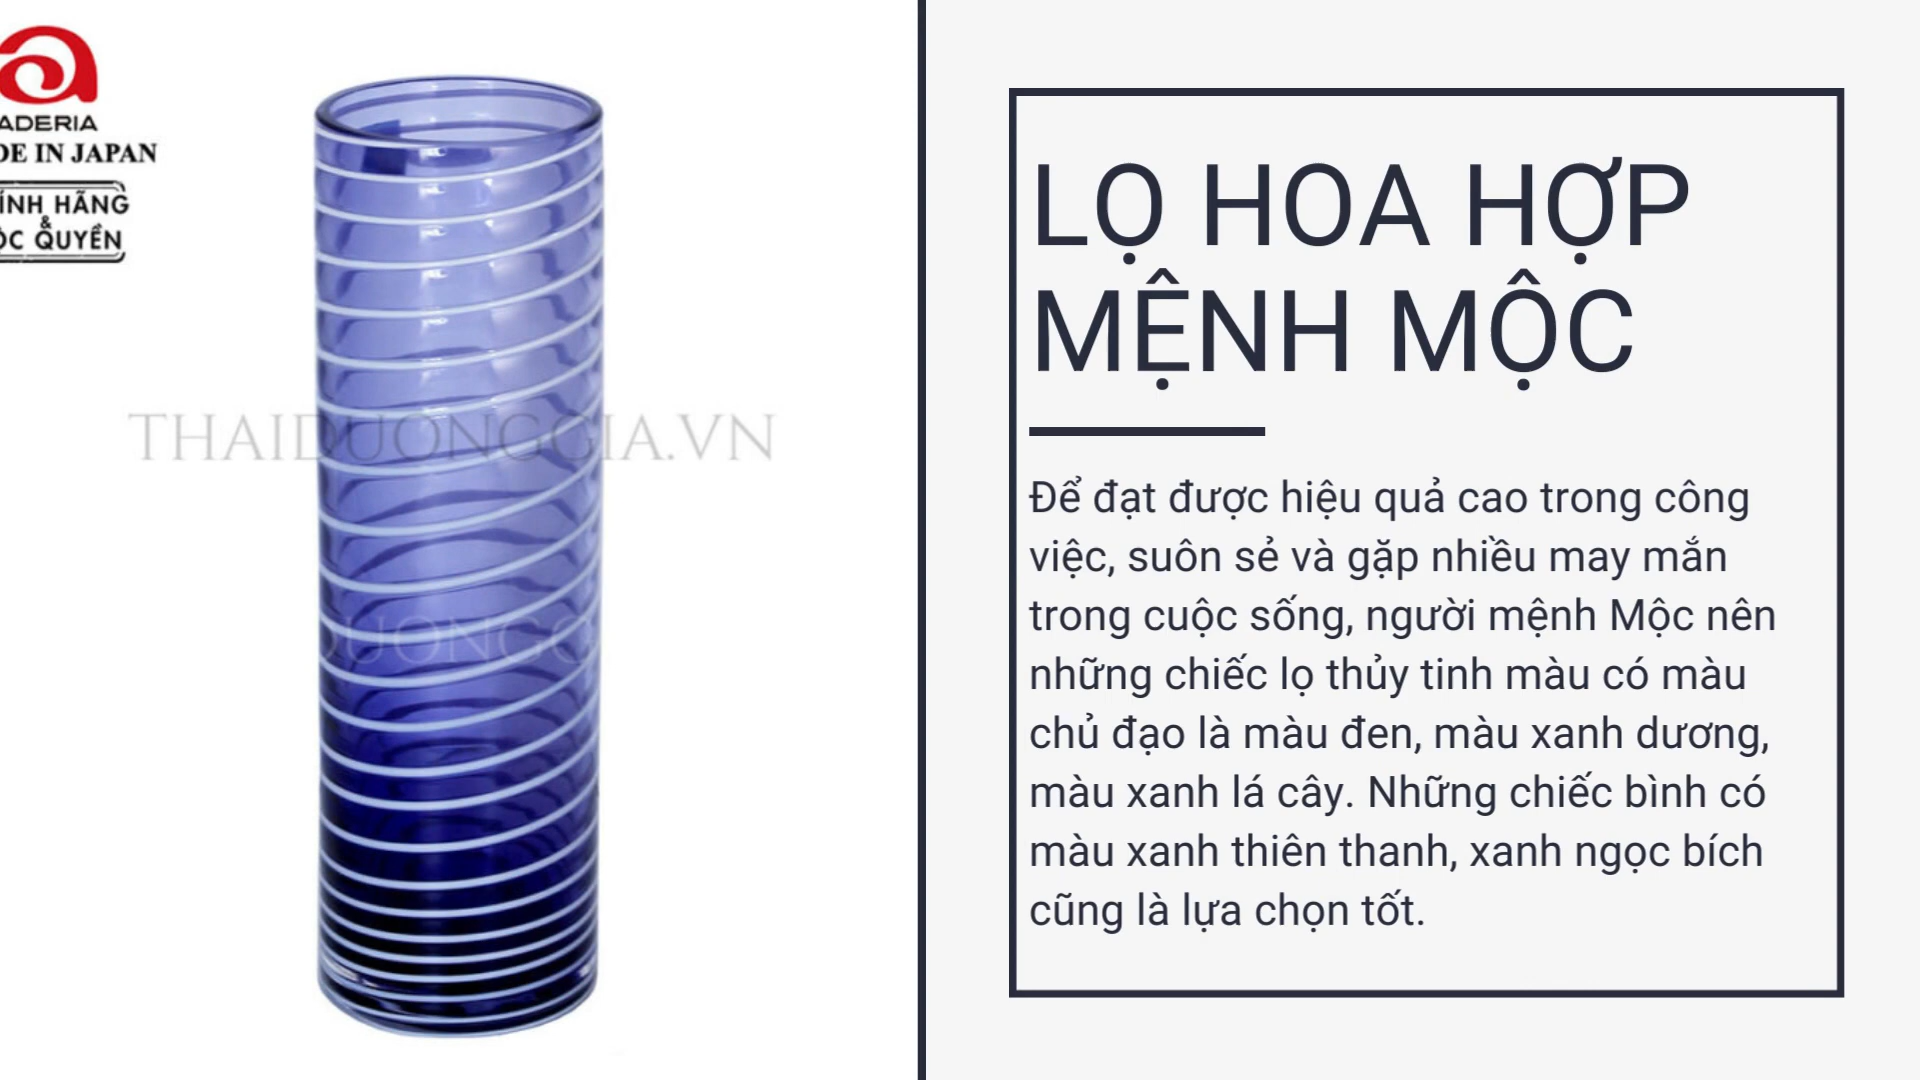 ADERIA
DE IN JAPAN
ÍNH HÃNG
&
ỘC QUYỀN
THAIDUONGGIA.VN
DUONGG
LỌ HOA HỢP
MỆNH MỘC
Để đạt được hiệu quả cao trong công
việc, suôn sẻ và gặp nhiều may mắn
trong cuộc sống, người mệnh Mộc nên
những chiếc lọ thủy tinh màu có màu
chủ đạo là màu đen, màu xanh dương,
màu xanh lá cây. Những chiếc bình có
màu xanh thiên thanh, xanh ngọc bích
cũng là lựa chọn tốt.